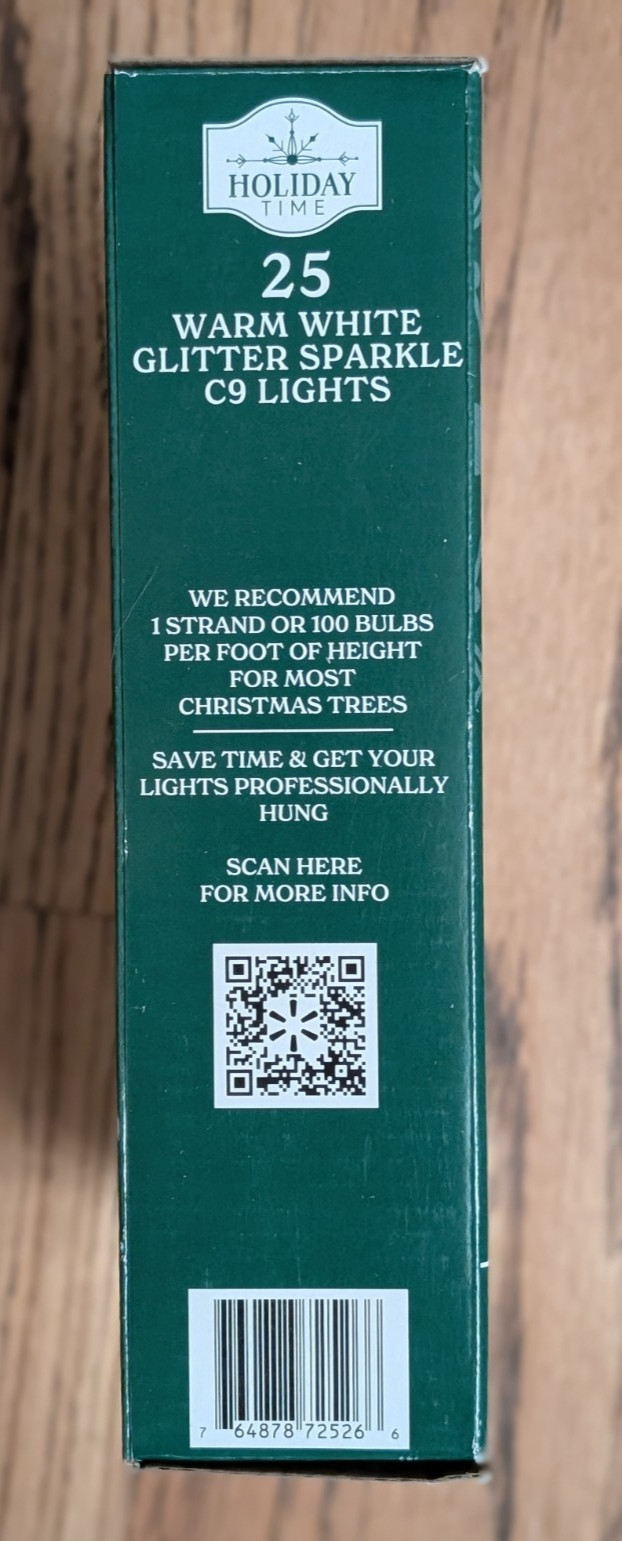 HOLIDAY
TIME
25
WARM WHITE
GLITTER SPARKLE
C9 LIGHTS
WE RECOMMEND
1 STRAND OR 100 BULBS
PER FOOT OF HEIGHT
FOR MOST
CHRISTMAS TREES
SAVE TIME & GET YOUR
LIGHTS PROFESSIONALLY
HUNG
SCAN HERE
FOR MORE INFO
7 64878 72526 6